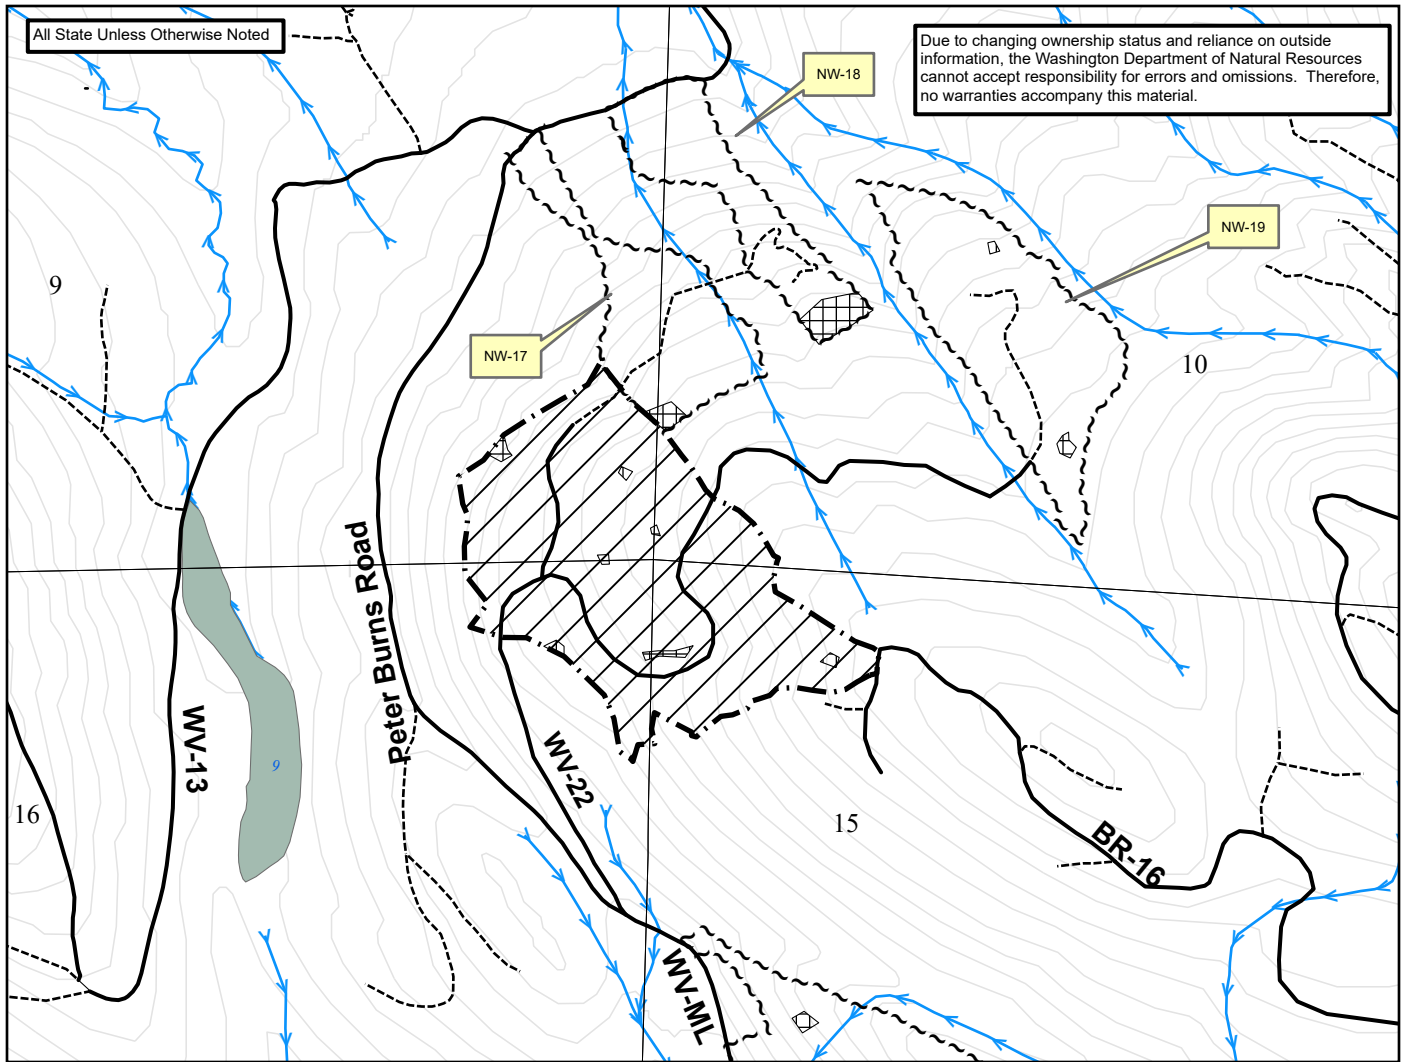 All State Unless Otherwise Noted
Due to changing ownership status and reliance on outside
information, the Washington Department of Natural Resources
cannot accept responsibility for errors and omissions.  Therefore,
no warranties accompany this material.
NW-18
NW-19
9
NW-17
10
Peter Burns Road
WV-13
WV-22
9
16
15
BR-16
WV-ML